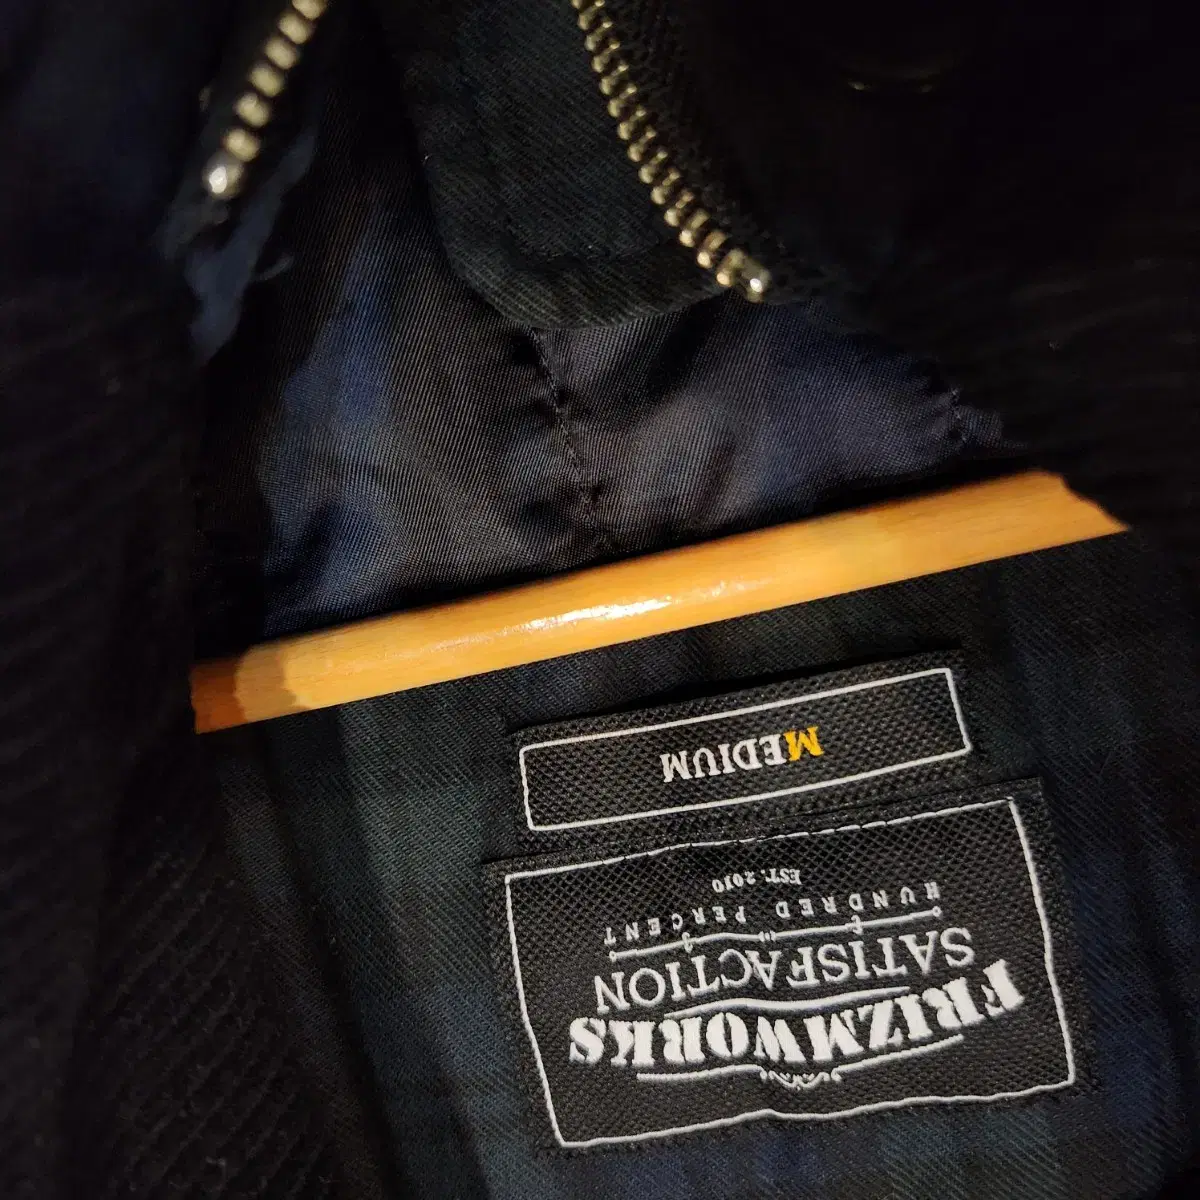 FRIZMWORKS
SATISFACTION
HUNDRED PERCENT
EST. 2010
MEDIUM